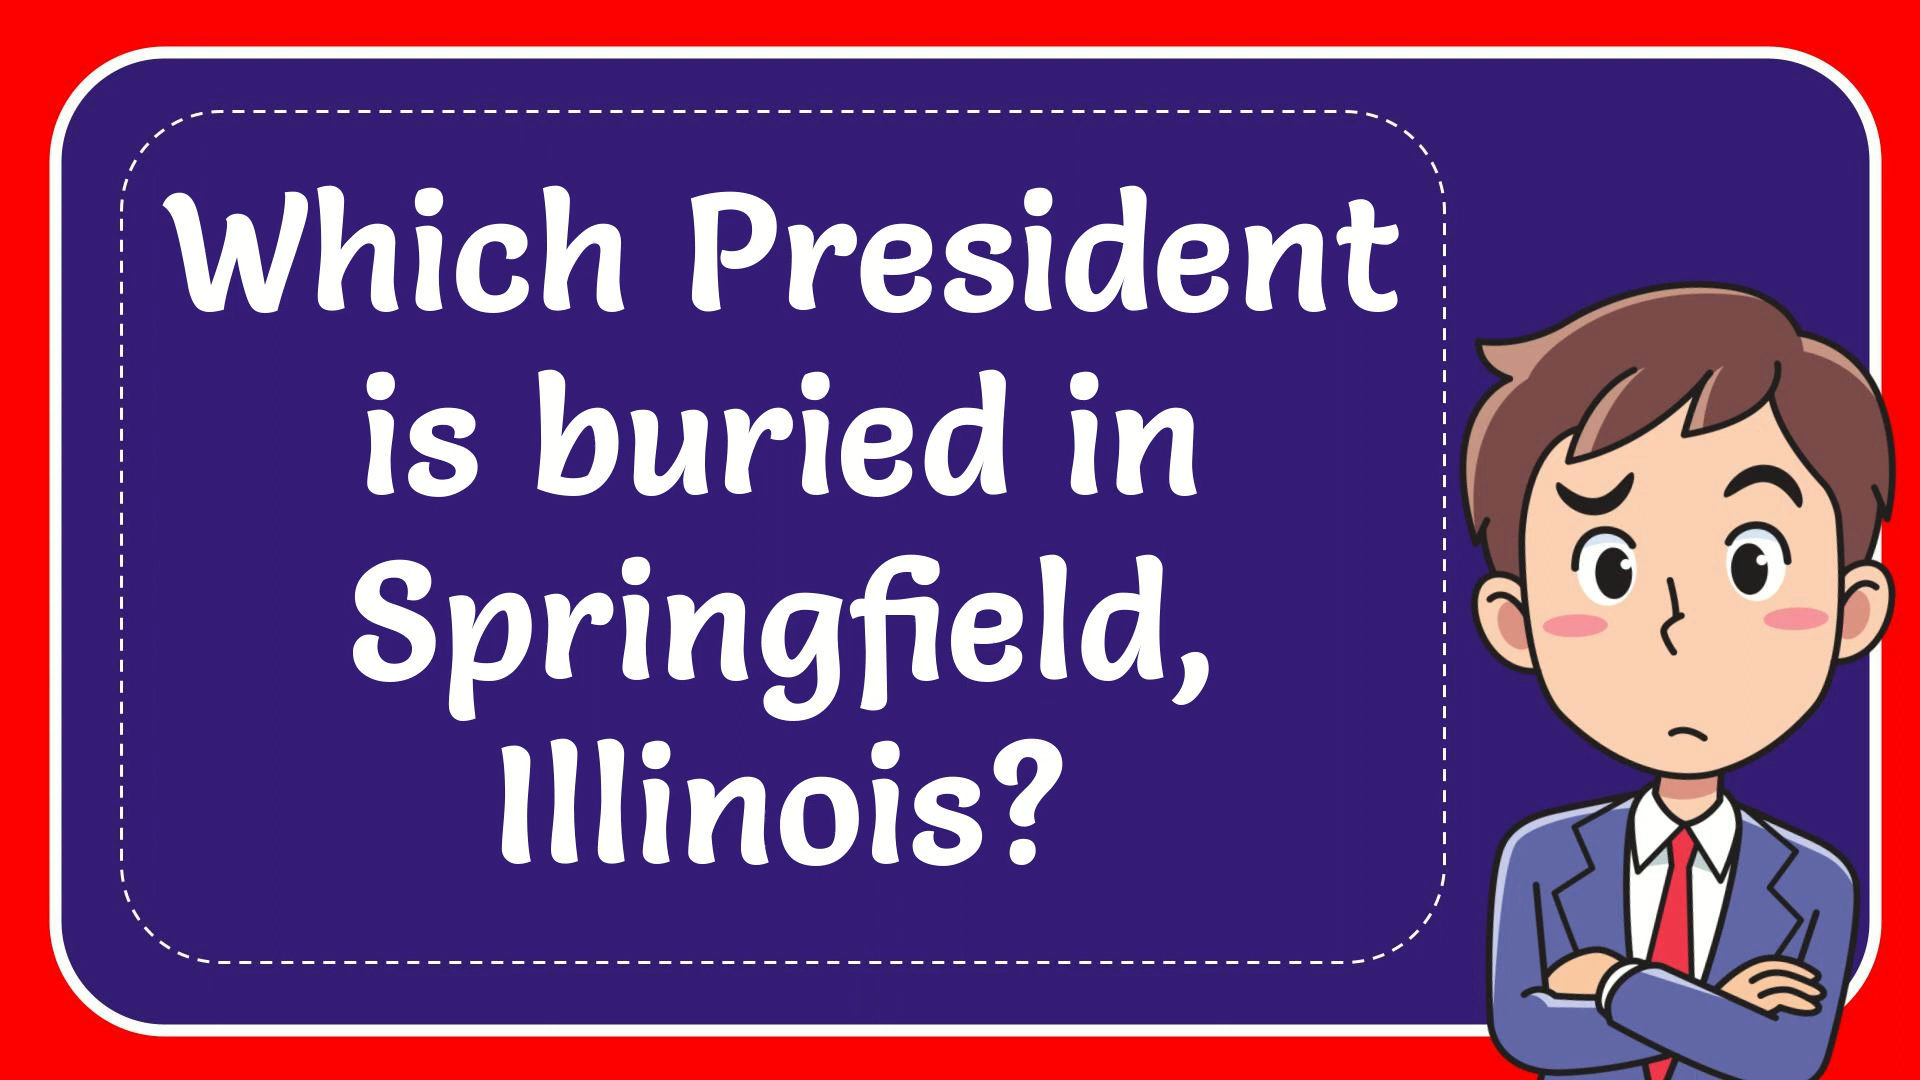 Which President
is buried in
Springfield,
Illinois?